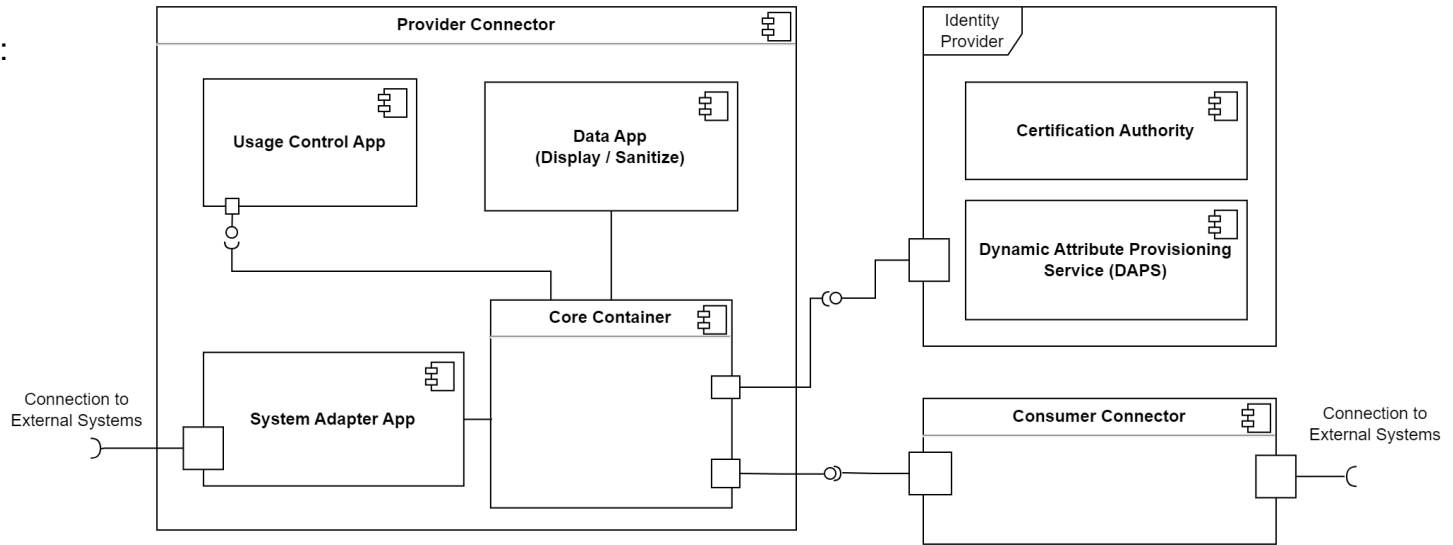 :
Provider Connector
Usage Control App
Data App
(Display / Sanitize)
Core Container
System Adapter App
Connection to
External Systems
Identity
Provider
Certification Authority
Dynamic Attribute Provisioning
Service (DAPS)
Consumer Connector
Connection to
External Systems